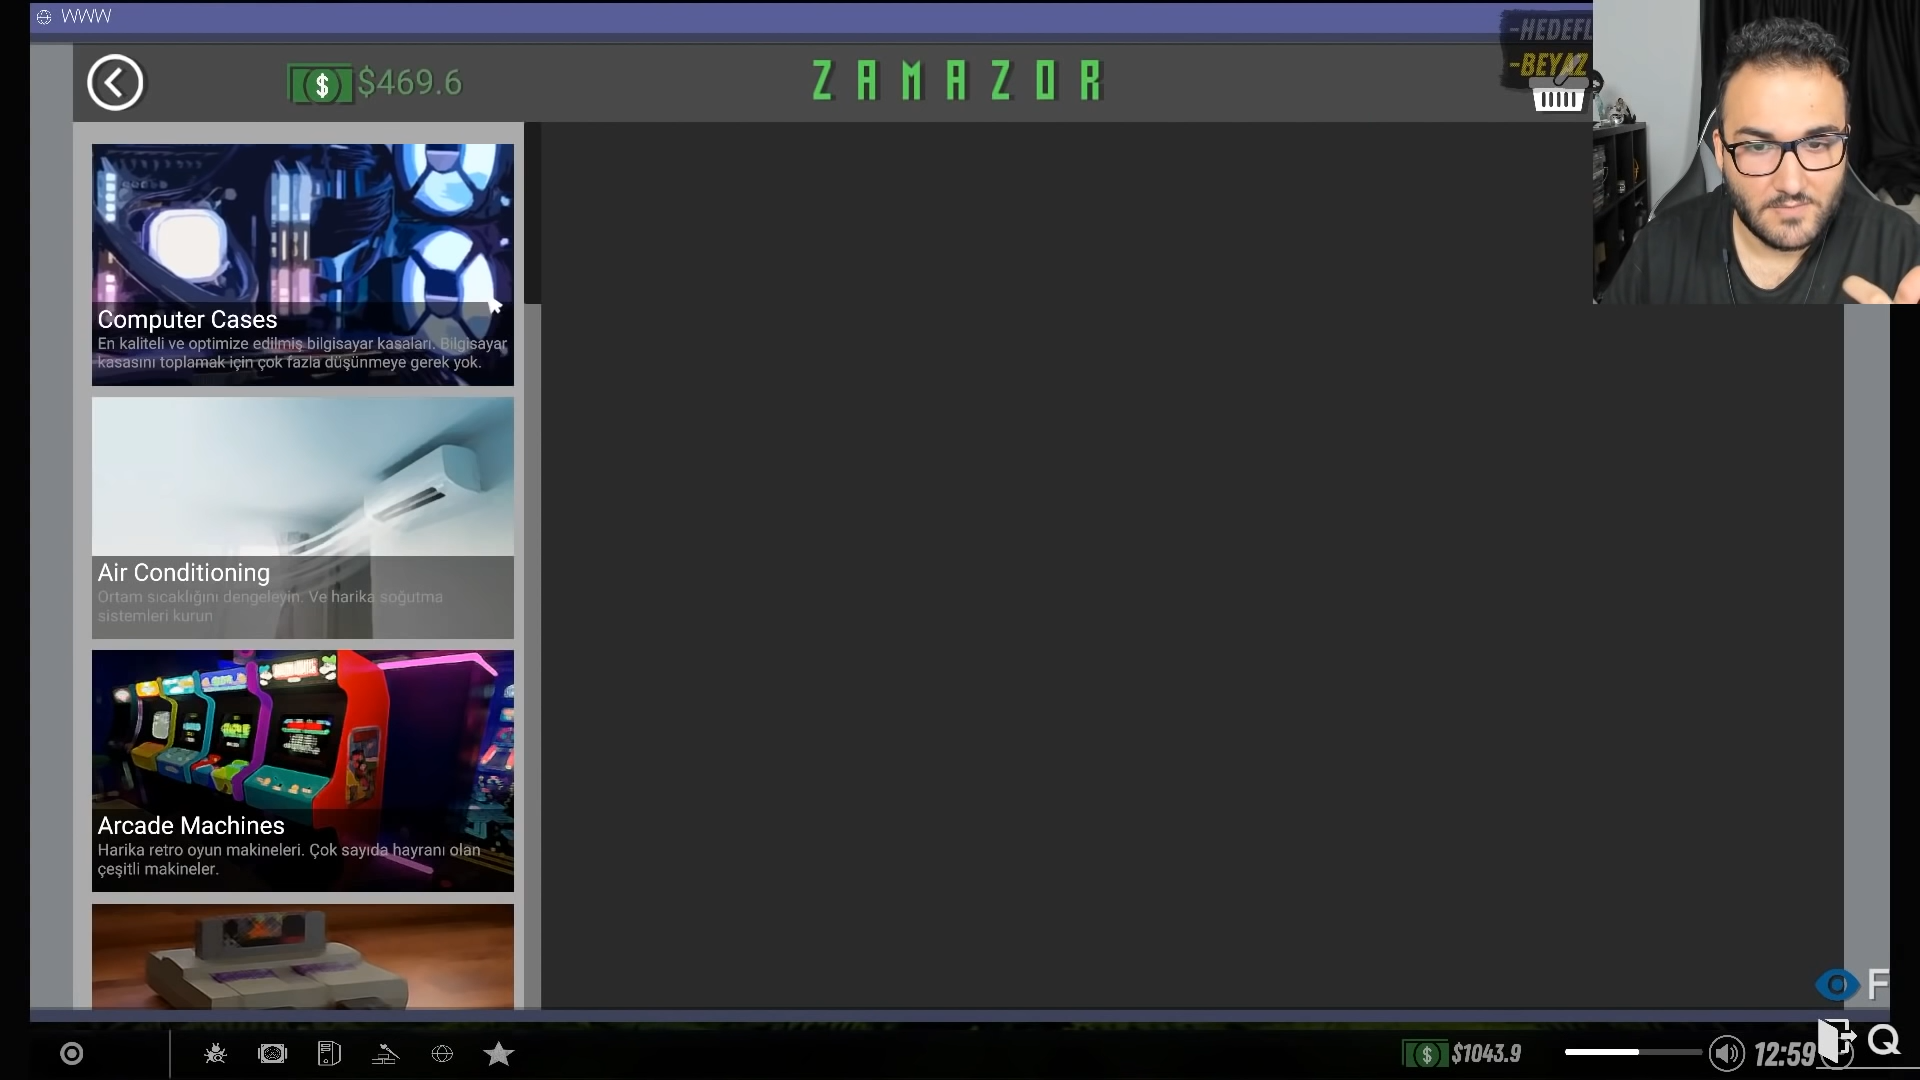 WWW
$469.6
ZAMAZOR
-HEDEFL
-BEYAZ
Computer Cases
En kaliteli ve optimize edilmiş bilgisayar kasaları. Bilgisayar
kasasını toplamak için çok fazla düşünmeye gerek yok.
Air Conditioning
Ortam sıcaklığını dengeleyin. Ve harika soğutma
sistemleri kurun
Arcade Machines
Harika retro oyun makineleri. Çok sayıda hayranı olan
çeşitli makineler.
F
$1043.9
12:59
Q